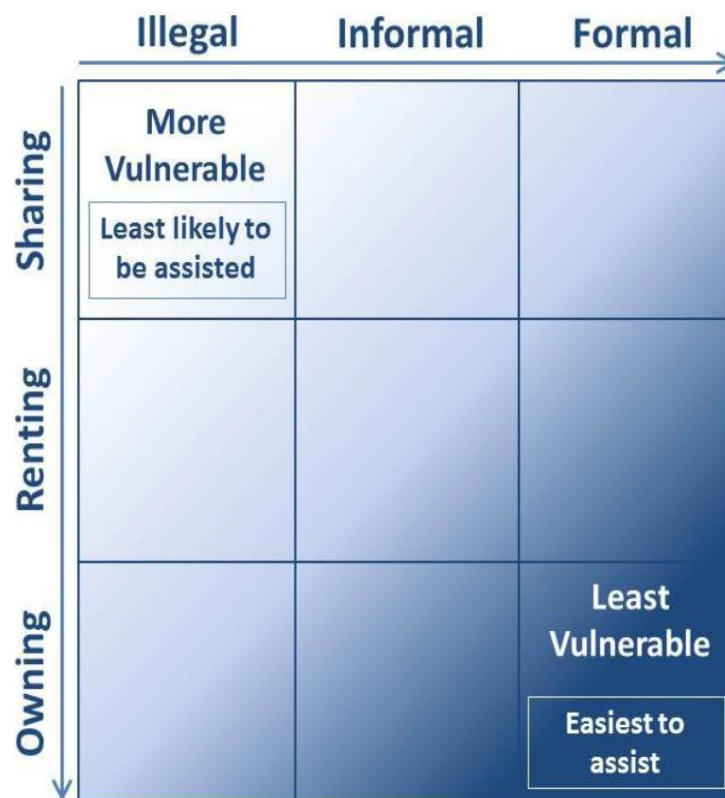 Illegal Informal Formal
Sharing
More
Vulnerable
Least likely to
be assisted
Renting
Owning
Least
Vulnerable
Easiest to
assist